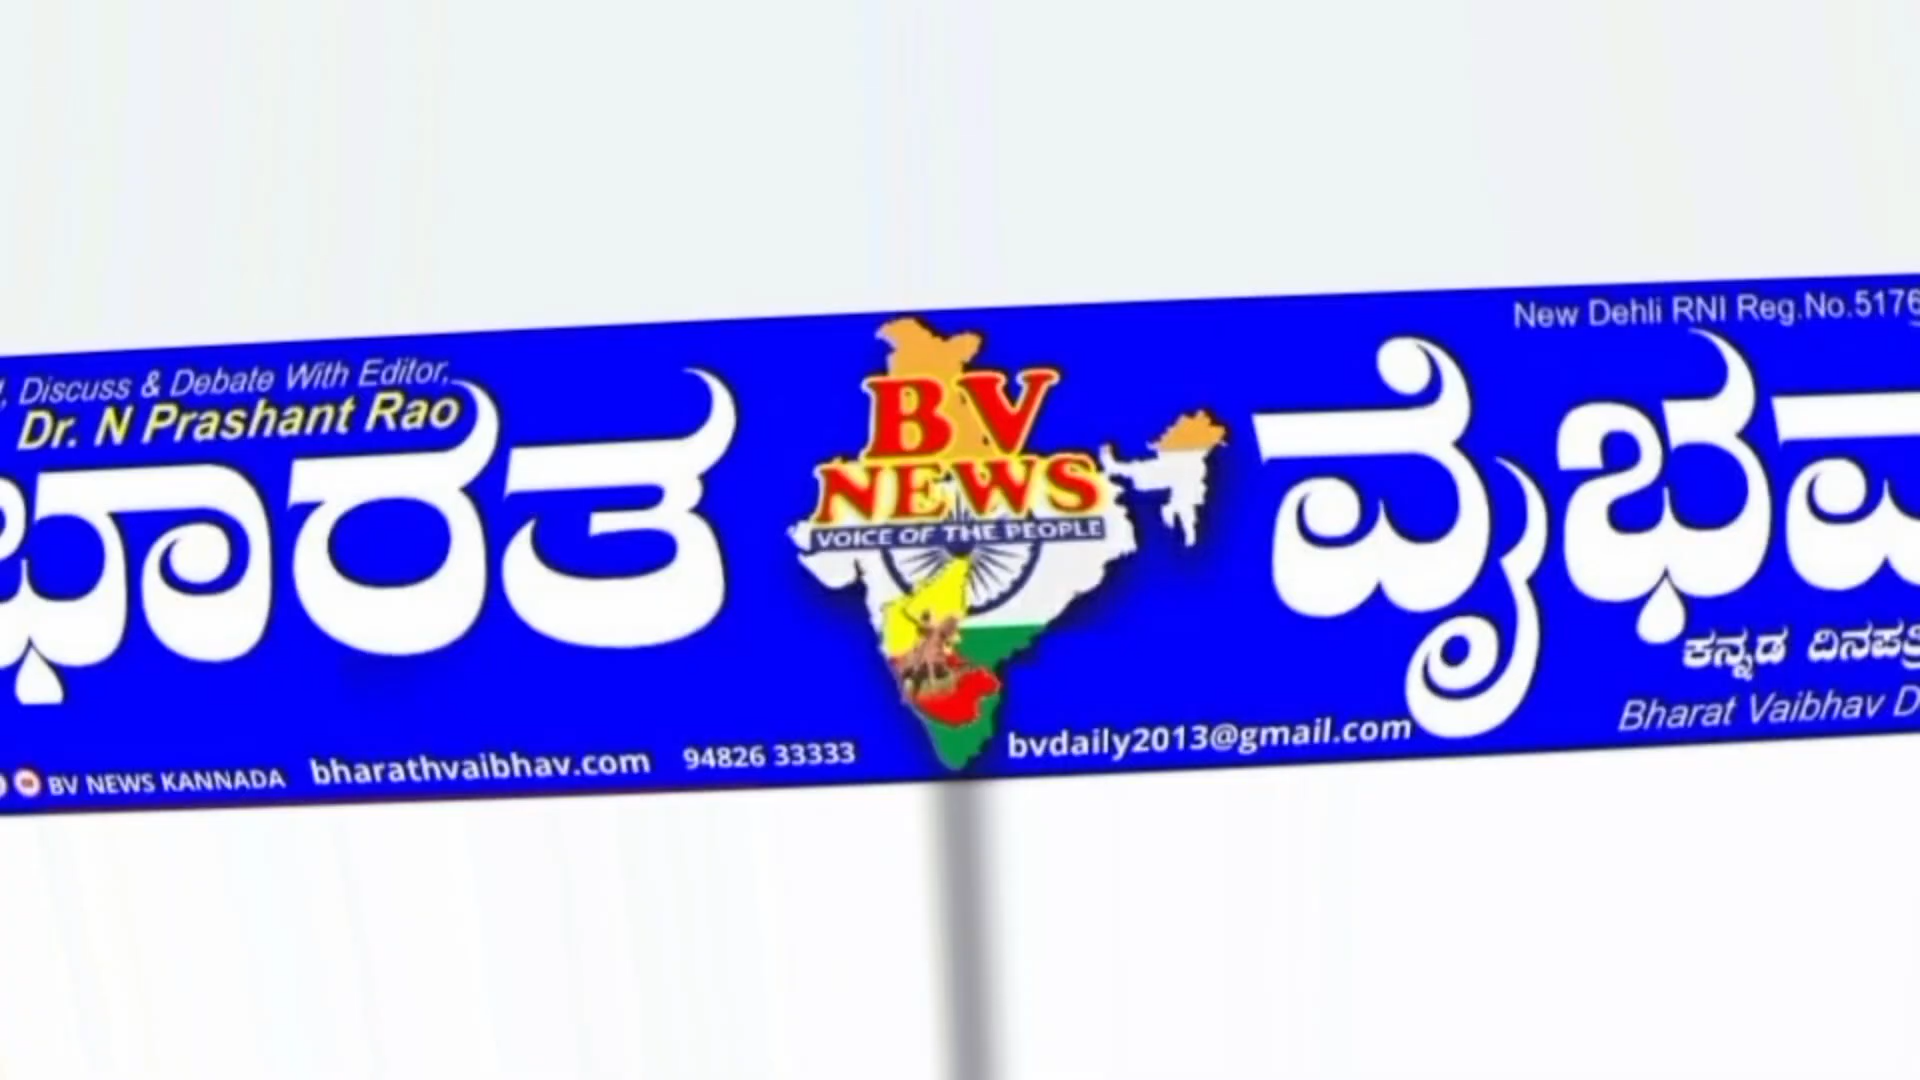 Discuss & Debate With Editor,
Dr. N Prashant Rao
ಭಾರತ
BV
NEWS
VOICE OF THE PEOPLE
New Dehli RNI Reg.No.5176
ವೈಭವ
ಕನ್ನಡ ದಿನಪತ್ರಿ
Bharat Vaibhav D
BV NEWS KANNADA bharathvaibhav.com 94826 33333 bvdaily2013@gmail.com